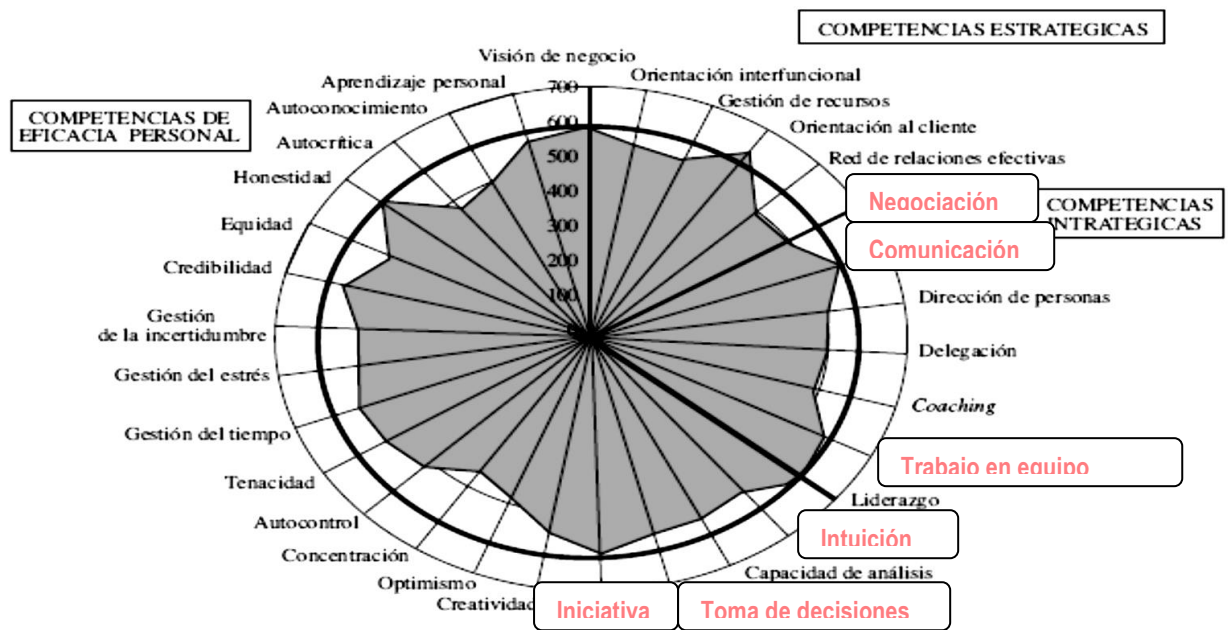 COMPETENCIAS ESTRATEGICAS
Visión de negocio
Orientación interfuncional
Aprendizaje personal
700
Gestión de recursos
Autoconocimiento
COMPETENCIAS DE
EFICACIA PERSONAL
600
Orientación al cliente
Autocrítica
500
Red de relaciones efectivas
Honestidad
400
Negociación
COMPETENCIAS
INTRATEGICAS
Equidad
300
Comunicación
Credibilidad
200
100
Dirección de personas
Gestión
de la incertidumbre
0
Delegación
Gestión del estrés
Coaching
Gestión del tiempo
Trabajo en equipo
Tenacidad
Liderazgo
Autocontrol
Intuición
Concentración
Capacidad de análisis
Optimismo
Creatividad
Iniciativa
Toma de decisiones